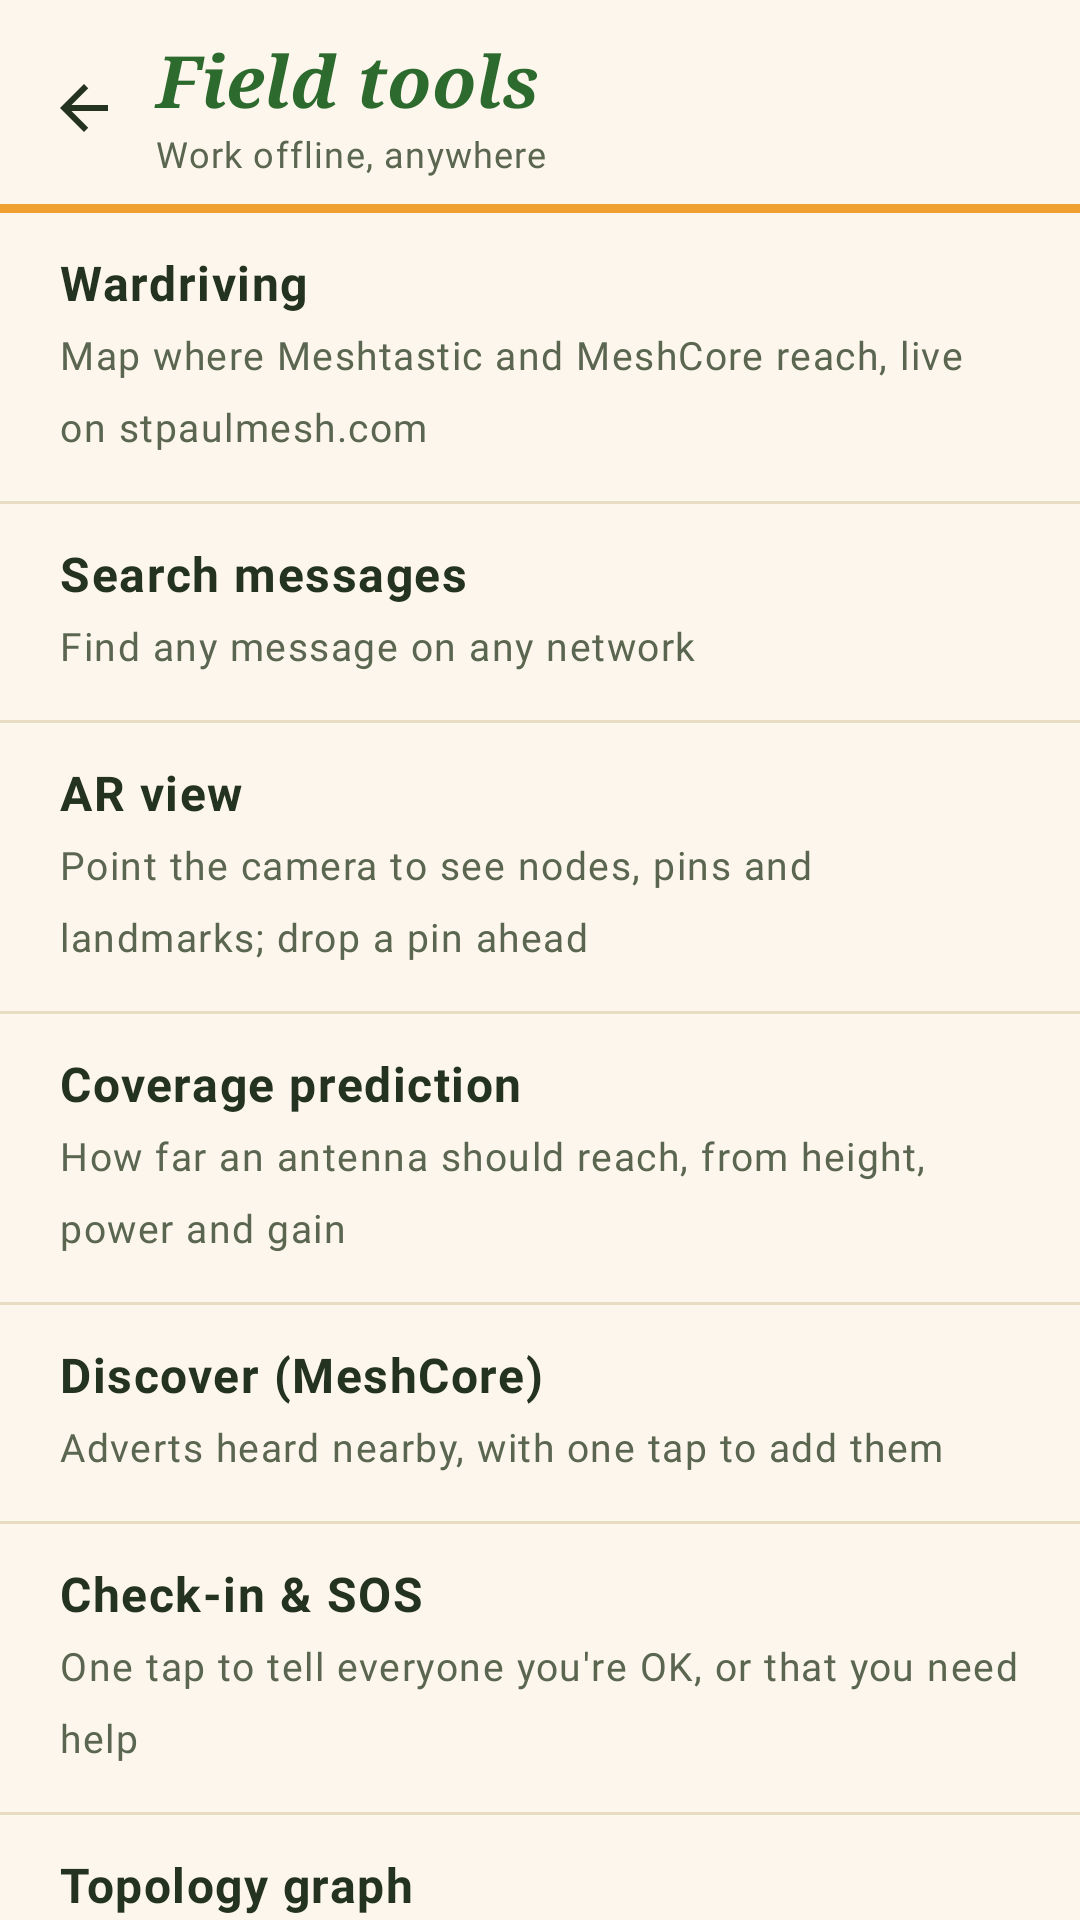 Field tools
Work offline, anywhere
Wardriving
Map where Meshtastic and MeshCore reach, live
on stpaulmesh.com
Search messages
Find any message on any network
AR view
Point the camera to see nodes, pins and
landmarks; drop a pin ahead
Coverage prediction
How far an antenna should reach, from height,
power and gain
Discover (MeshCore)
Adverts heard nearby, with one tap to add them
Check-in & SOS
One tap to tell everyone you're OK, or that you need
help
Topology graph